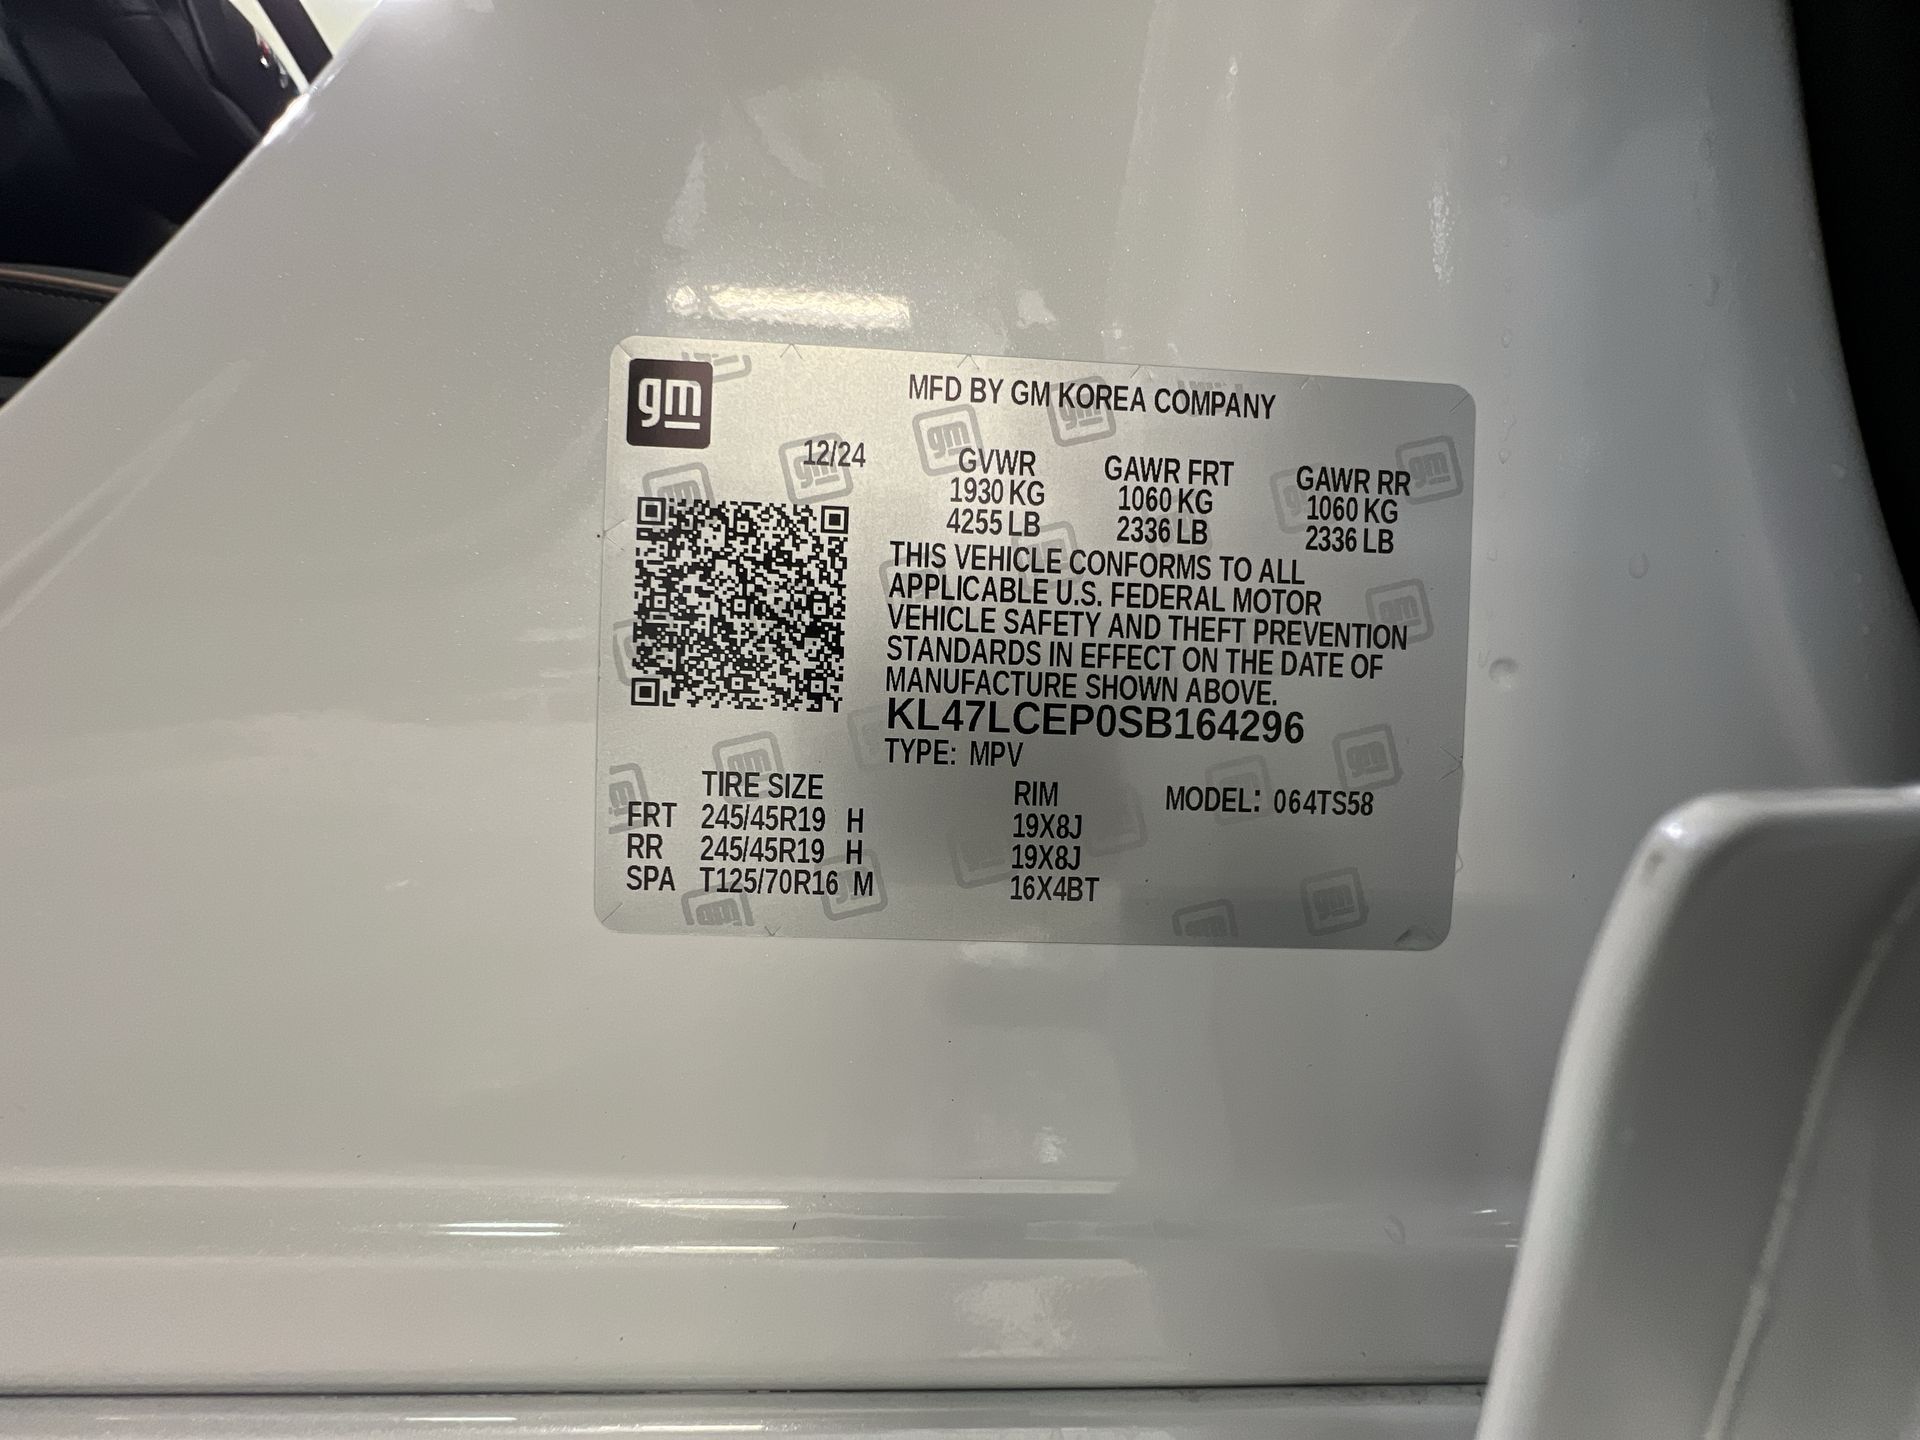 gm
MFD BY GM KOREA COMPANY
12/24
GVWR GAWR FRT GAWR RR
1930 KG 1060 KG 1060 KG
4255 LB 2336 LB 2336 LB
THIS VEHICLE CONFORMS TO ALL
APPLICABLE U.S. FEDERAL MOTOR
VEHICLE SAFETY AND THEFT PREVENTION
STANDARDS IN EFFECT ON THE DATE OF
MANUFACTURE SHOWN ABOVE.
KL47LCEP0SB164296
TYPE: MPV
TIRE SIZE RIM MODEL: 064TS58
FRT 245/45R19 H 19X8J
RR 245/45R19 H 19X8J
SPA T125/70R16 M 16X4BT